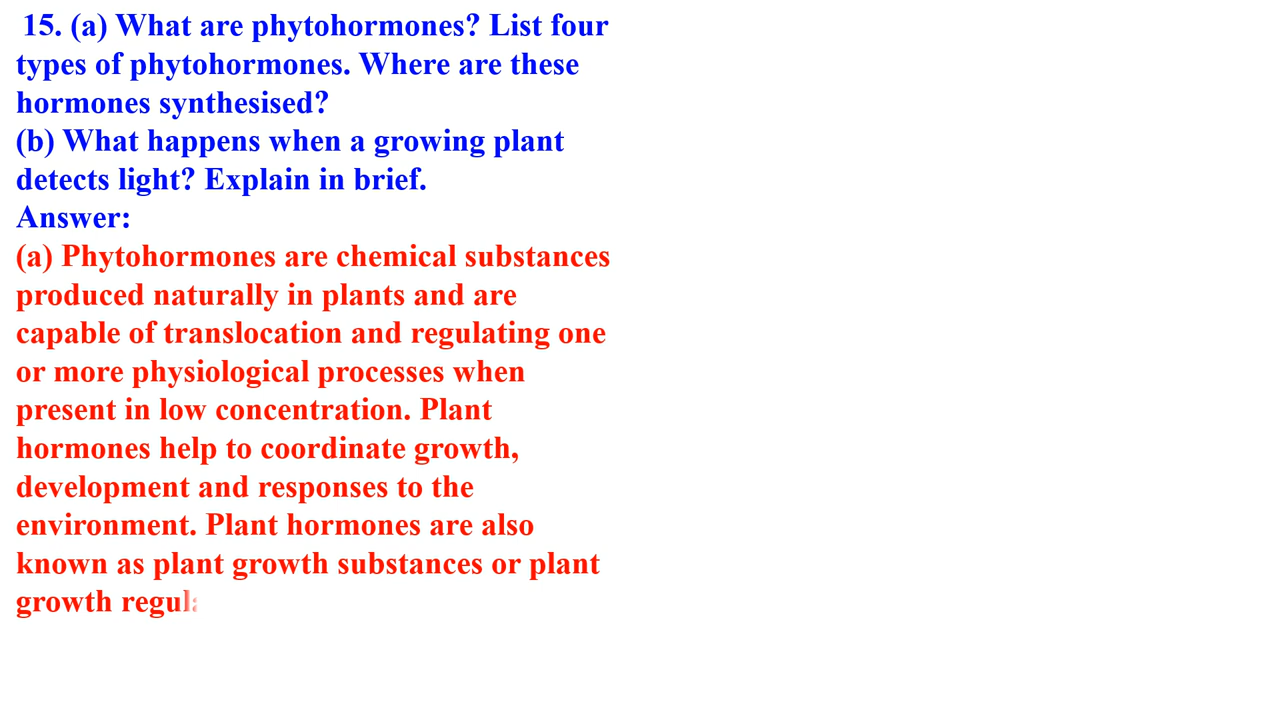 15. (a) What are phytohormones? List four
types of phytohormones. Where are these
hormones synthesised?
(b) What happens when a growing plant
detects light? Explain in brief.
Answer:
(a) Phytohormones are chemical substances
produced naturally in plants and are
capable of translocation and regulating one
or more physiological processes when
present in low concentration. Plant
hormones help to coordinate growth,
development and responses to the
environment. Plant hormones are also
known as plant growth substances or plant
growth